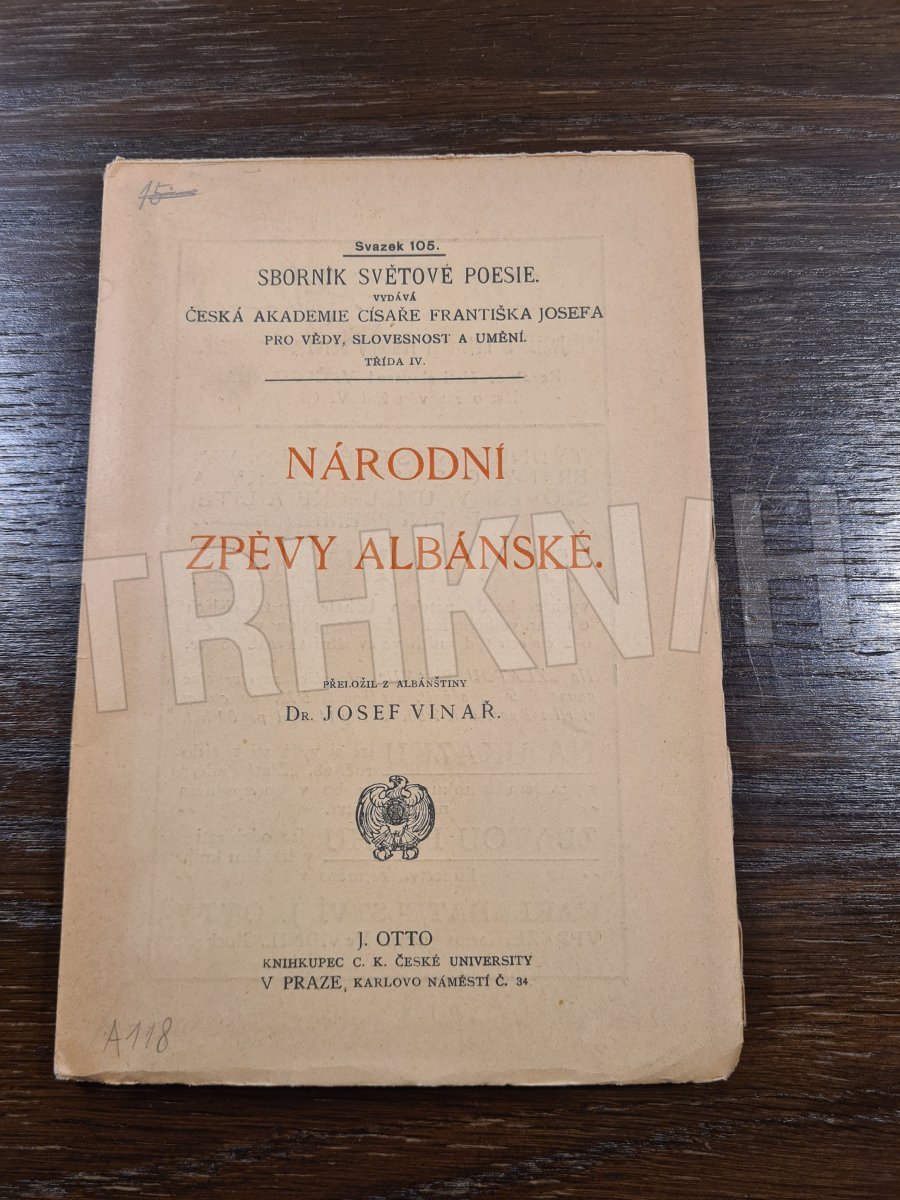 15.-
Svazek 105.
SBORNÍK SVĚTOVÉ POESIE.
VYDÁVÁ
ČESKÁ AKADEMIE CÍSAŘE FRANTIŠKA JOSEFA
PRO VĚDY, SLOVESNOST A UMĚNÍ.
TŘÍDA IV.
NÁRODNÍ
ZPĚVY ALBÁNSKÉ.
TRHKNIH
PŘELOŽIL Z ALBÁNŠTINY
DR. JOSEF VINAŘ.
J. OTTO
KNIHKUPEC C. K. ČESKÉ UNIVERSITY
V PRAZE, KARLOVO NÁMĚSTÍ Č. 34
A118